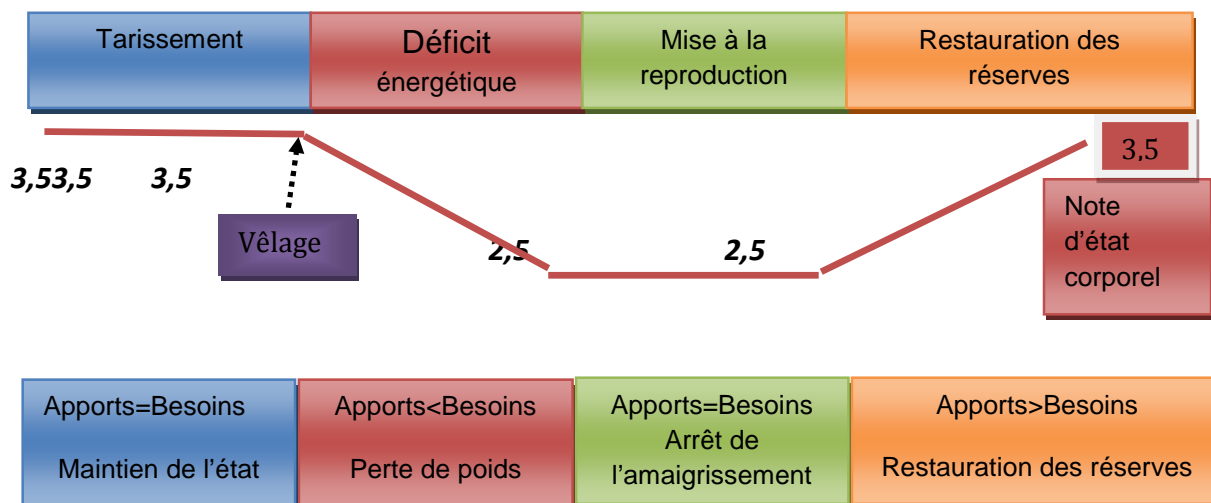 Tarissement
Déficit
énergétique
Mise à la
reproduction
Restauration des
réserves
3,53,5
3,5
3,5
Vêlage
2,5
2,5
Note
d'état
corporel
Apports=Besoins
Maintien de l'état
Apports<Besoins
Perte de poids
Apports=Besoins
Arrêt de
l'amaigrissement
Apports>Besoins
Restauration des réserves